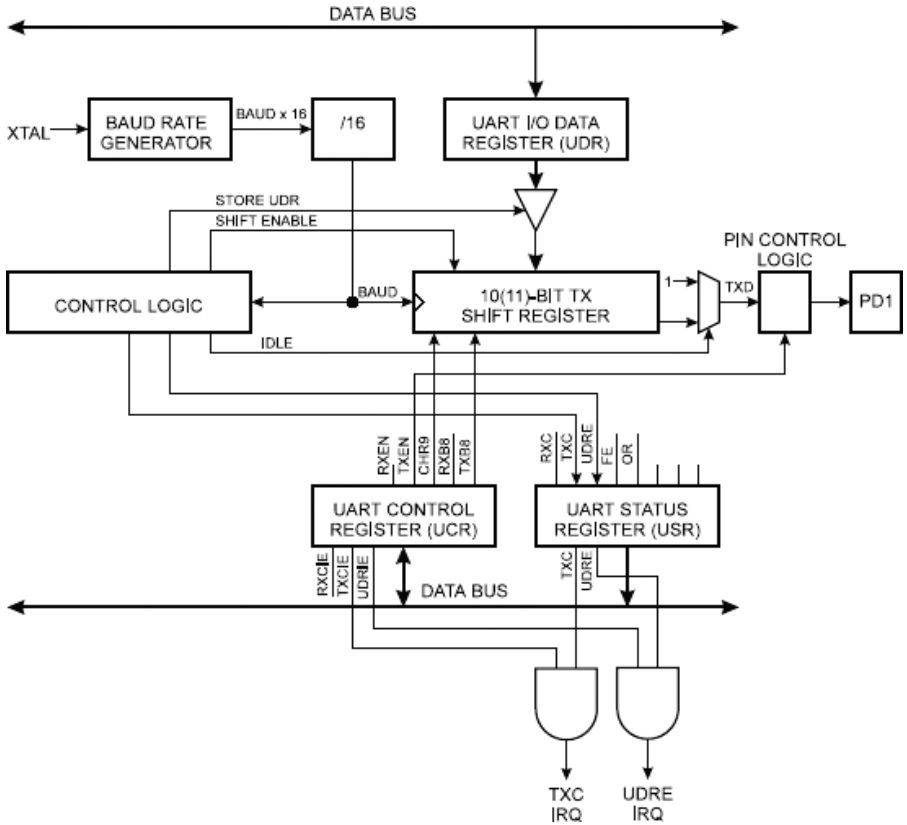 DATA BUS
XTAL
BAUD RATE
GENERATOR
BAUD x 16
/16
UART I/O DATA
REGISTER (UDR)
STORE UDR
SHIFT ENABLE
PIN CONTROL
LOGIC
CONTROL LOGIC
BAUD
10(11)-BIT TX
SHIFT REGISTER
1
TXD
PD1
IDLE
RXEN
TXEN
CHR9
RXB8
TXB8
RXC
TXC
UDRE
FE
OR
UART CONTROL
REGISTER (UCR)
UART STATUS
REGISTER (USR)
RXCIE
TXCIE
UDRIE
TXC
UDRE
DATA BUS
TXC
IRQ
UDRE
IRQ